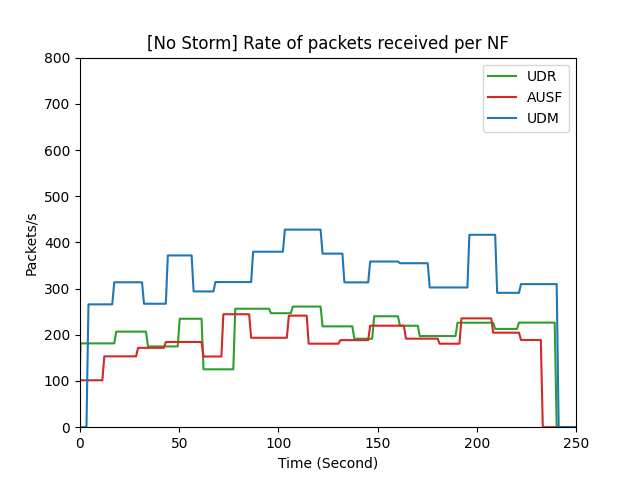 [No Storm] Rate of packets received per NF
800
700
600
500
400
300
200
100
0
Packets/s
UDR
AUSF
UDM
0 50 100 150 200 250
Time (Second)